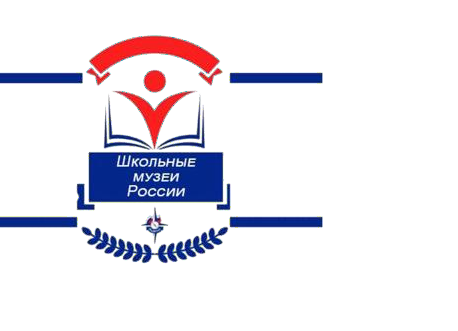 Школьные
музеи
России